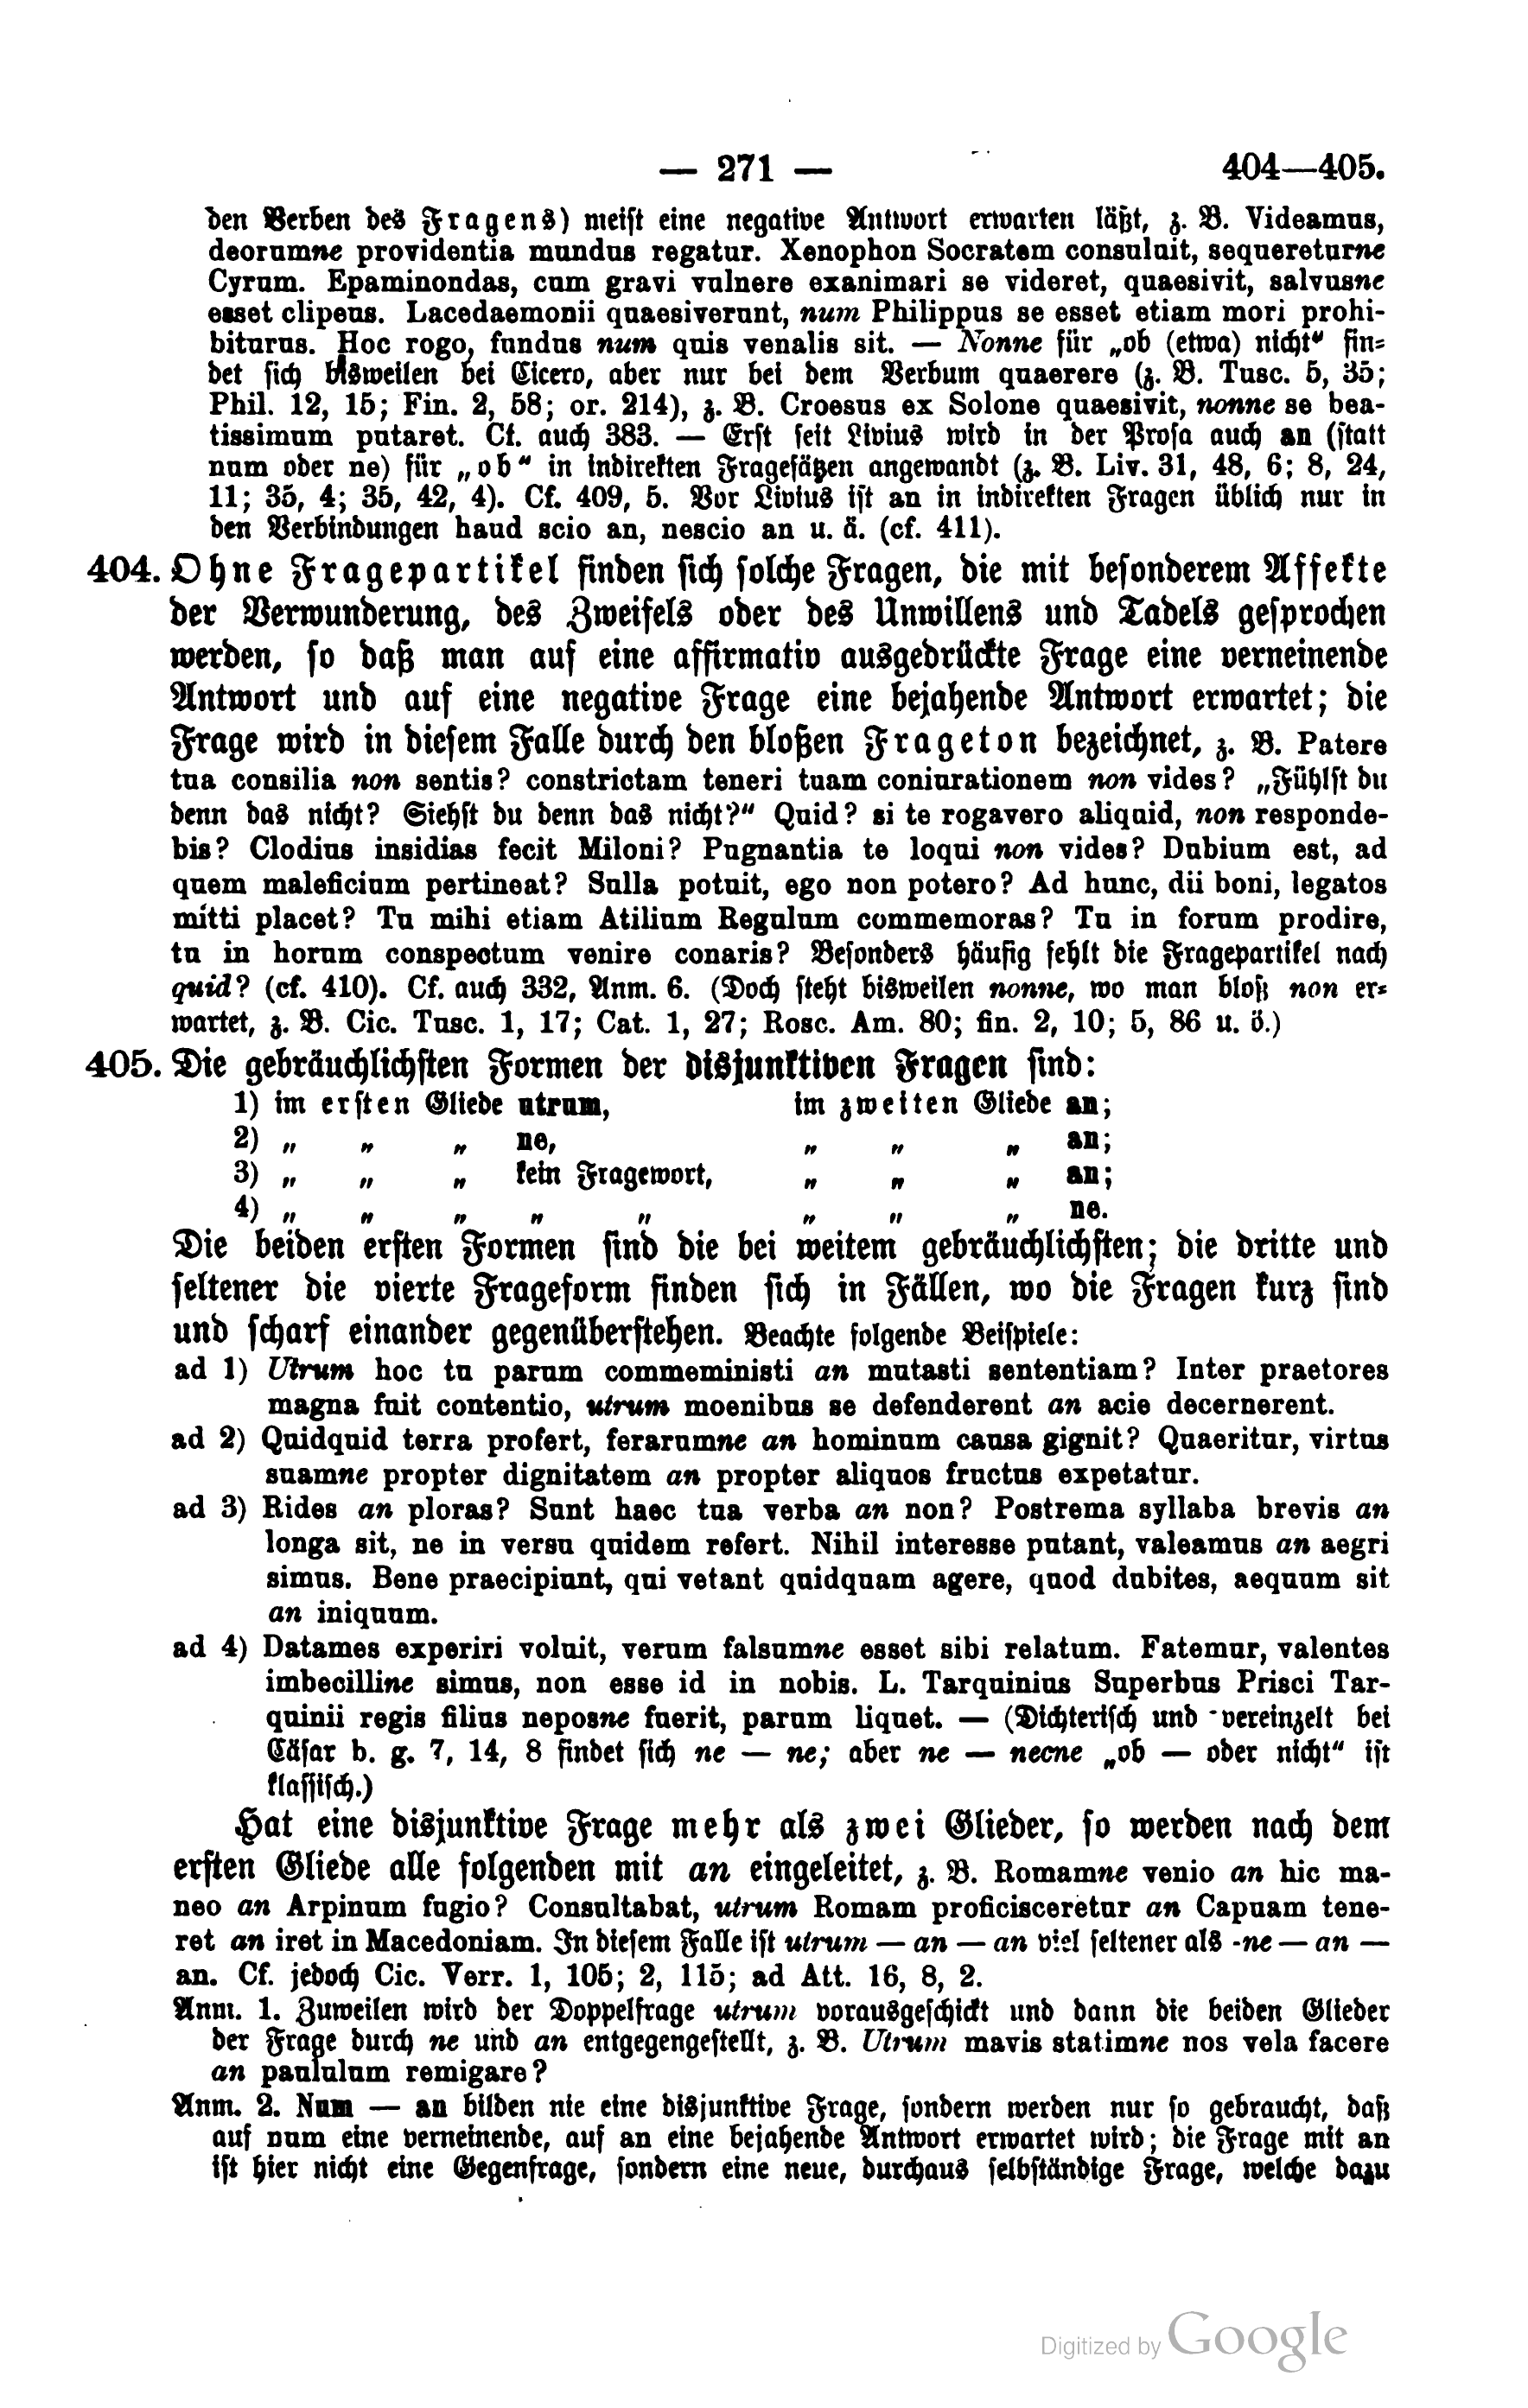 — 271 — 404—405.
den Verben des Fragens) meist eine negative Antwort erwarten läßt, z. B. Videamus,
deorumne providentia mundus regatur. Xenophon Socratem consuluit, sequereturne
Cyrum. Epaminondas, cum gravi vulnere exanimari se videret, quaesivit, salvusne
esset clipeus. Lacedaemonii quaesiverunt, num Philippus se esset etiam mori prohi-
biturus. Hoc rogo, fundus num quis venalis sit. — Nonne für „ob (etwa) nicht“ fin-
det sich bisweilen bei Cicero, aber nur bei dem Verbum quaerere (z. B. Tusc. 5, 35;
Phil. 12, 15; Fin. 2, 58; or. 214), z. B. Croesus ex Solone quaesivit, nonne se bea-
tissimum putaret. Cf. auch 383. — Erst seit Livius wird in der Prosa auch an (statt
num oder ne) für „ob“ in indirekten Fragesätzen angewandt (z. B. Liv. 31, 48, 6; 8, 24,
11; 35, 4; 35, 42, 4). Cf. 409, 5. Vor Livius ist an in indirekten Fragen üblich nur in
den Verbindungen haud scio an, nescio an u. ä. (cf. 411).
404. Ohne Fragepartikel finden sich solche Fragen, die mit besonderem Affekte
der Verwunderung, des Zweifels oder des Unwillens und Tadels gesprochen
werden, so daß man auf eine affirmativ ausgedrückte Frage eine verneinende
Antwort und auf eine negative Frage eine bejahende Antwort erwartet; die
Frage wird in diesem Falle durch den bloßen Frageton bezeichnet, z. B. Patere
tua consilia non sentis? constrictam teneri tuam coniurationem non vides? „Fühlst du
denn das nicht? Siehst du denn das nicht?“ Quid? si te rogavero aliquid, non responde-
bis? Clodius insidias fecit Miloni? Pugnantia te loqui non vides? Dubium est, ad
quem maleficium pertineat? Sulla potuit, ego non potero? Ad hunc, dii boni, legatos
mitti placet? Tu mihi etiam Atilium Regulum commemoras? Tu in forum prodire,
tu in horum conspectum venire conaris? Besonders häufig fehlt die Fragepartikel nach
quid? (cf. 410). Cf. auch 332, Anm. 6. (Doch steht bisweilen nonne, wo man bloß non er-
wartet, z. B. Cic. Tusc. 1, 17; Cat. 1, 27; Rosc. Am. 80; fin. 2, 10; 5, 86 u. ö.)
405. Die gebräuchlichsten Formen der disjunktiven Fragen sind:
1) im ersten Gliede utrum, im zweiten Gliede an;
2) „ „ „ ne, „ „ „ an;
3) „ „ „ kein Fragewort, „ „ „ an;
4) „ „ „ „ „ „ „ „ ne.
Die beiden ersten Formen sind die bei weitem gebräuchlichsten; die dritte und
seltener die vierte Frageform finden sich in Fällen, wo die Fragen kurz sind
und scharf einander gegenüberstehen. Beachte folgende Beispiele:
ad 1) Utrum hoc tu parum commeministi an mutasti sententiam? Inter praetores
magna fuit contentio, utrum moenibus se defenderent an acie decernerent.
ad 2) Quidquid terra profert, ferarumne an hominum causa gignit? Quaeritur, virtus
suamne propter dignitatem an propter aliquos fructus expetatur.
ad 3) Rides an ploras? Sunt haec tua verba an non? Postrema syllaba brevis an
longa sit, ne in versu quidem refert. Nihil interesse putant, valeamus an aegri
simus. Bene praecipiunt, qui vetant quidquam agere, quod dubites, aequum sit
an iniquum.
ad 4) Datames experiri voluit, verum falsumne esset sibi relatum. Fatemur, valentes
imbecilline simus, non esse id in nobis. L. Tarquinius Superbus Prisci Tar-
quinii regis filius neposne fuerit, parum liquet. — (Dichterisch und vereinzelt bei
Cäsar b. g. 7, 14, 8 findet sich ne — ne; aber ne — necne „ob — oder nicht“ ist
klassisch.)
Hat eine disjunktive Frage mehr als zwei Glieder, so werden nach dem
ersten Gliede alle folgenden mit an eingeleitet, z. B. Romamne venio an hic ma-
neo an Arpinum fugio? Consultabat, utrum Romam proficisceretur an Capuam tene-
ret an iret in Macedoniam. In diesem Falle ist utrum — an — an viel seltener als -ne — an —
an. Cf. jedoch Cic. Verr. 1, 105; 2, 115; ad Att. 16, 8, 2.
Anm. 1. Zuweilen wird der Doppelfrage utrum vorausgeschickt und dann die beiden Glieder
der Frage durch ne und an entgegengestellt, z. B. Utrum mavis statimne nos vela facere
an paululum remigare?
Anm. 2. Num — an bilden nie eine disjunktive Frage, sondern werden nur so gebraucht, daß
auf num eine verneinende, auf an eine bejahende Antwort erwartet wird; die Frage mit an
ist hier nicht eine Gegenfrage, sondern eine neue, durchaus selbständige Frage, welche dazu
Digitized by Google